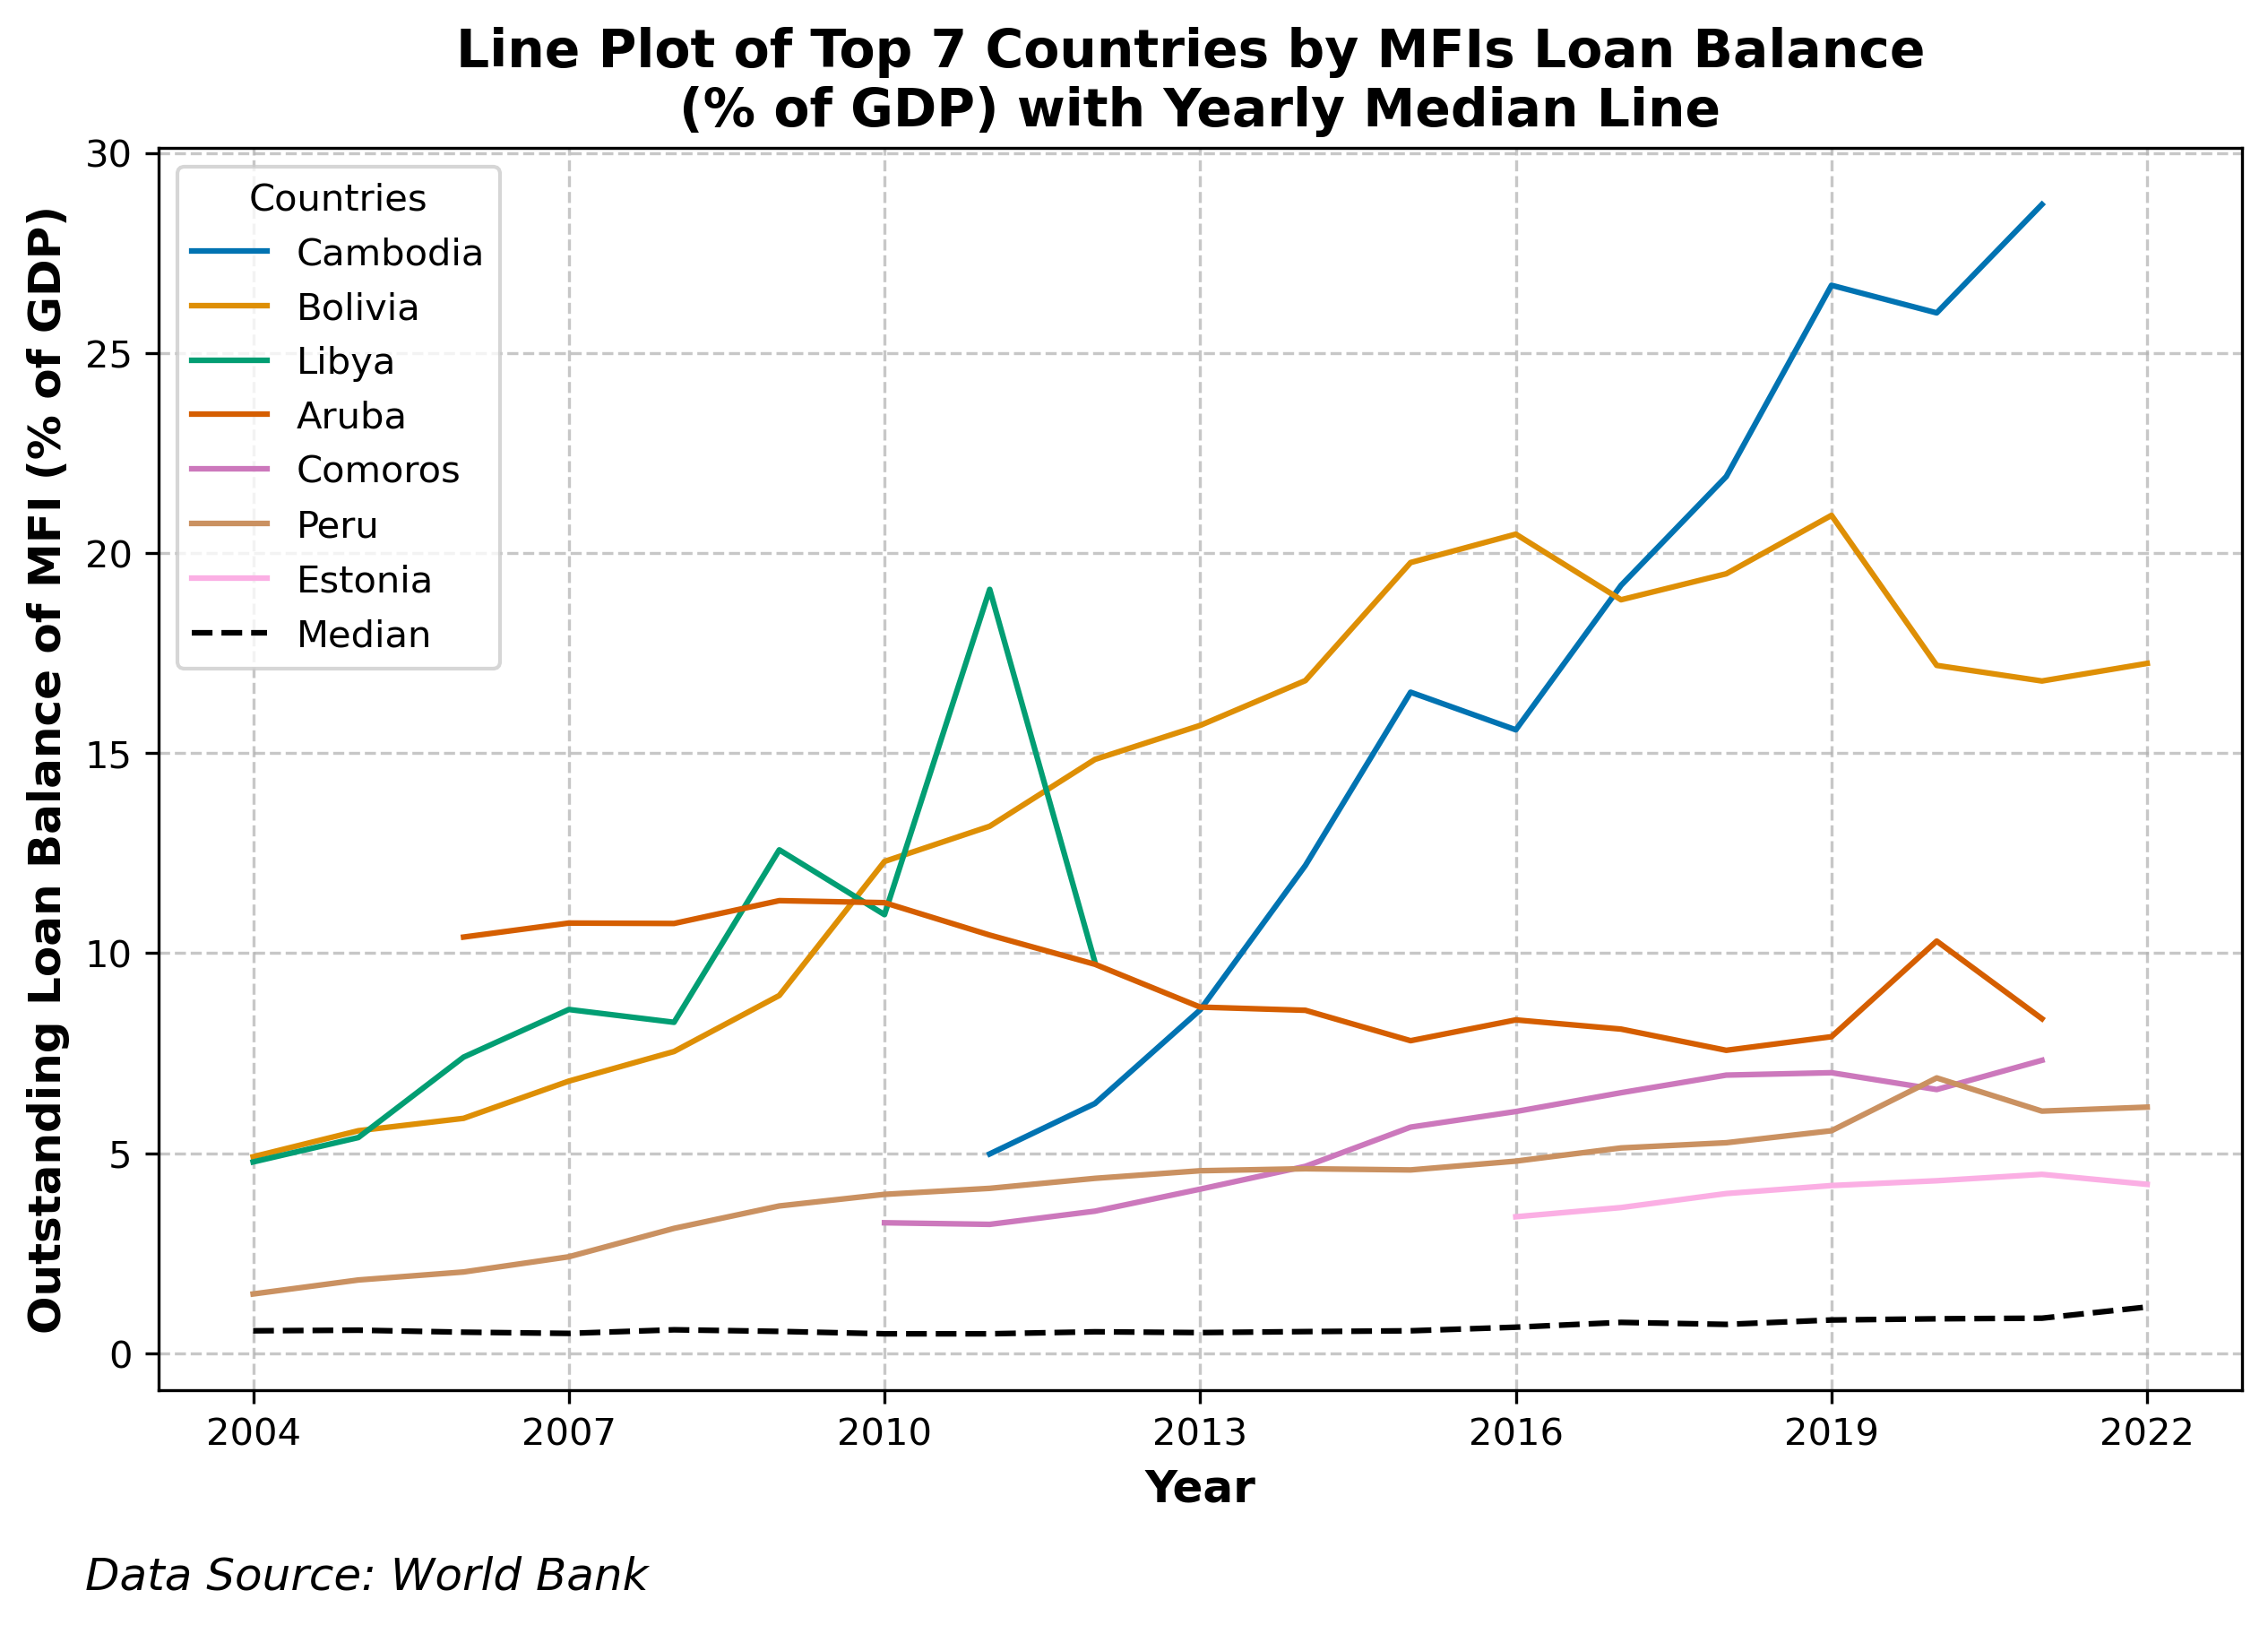 Line Plot of Top 7 Countries by MFIs Loan Balance
(% of GDP) with Yearly Median Line
Outstanding Loan Balance of MFI (% of GDP)
30
25
20
15
10
5
0
Countries
Cambodia
Bolivia
Libya
Aruba
Comoros
Peru
Estonia
Median
2004 2007 2010 2013 2016 2019 2022
Year
Data Source: World Bank